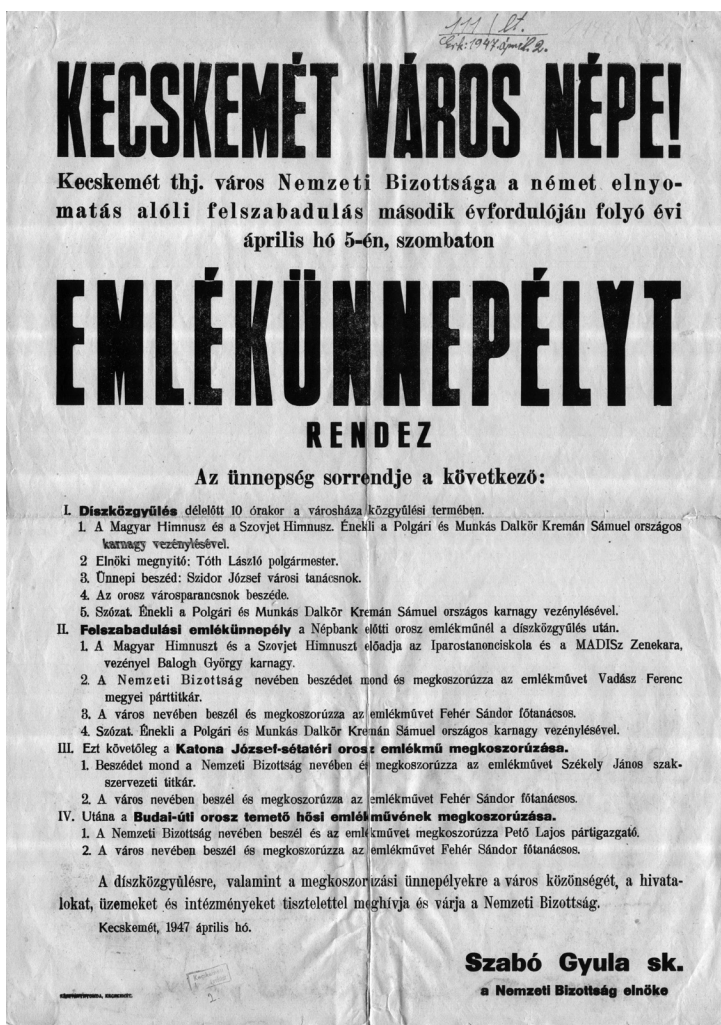 111/lt.
Érk: 1947. ápril. 2.
KECSKEMÉT VÁROS NÉPE!
Kecskemét thj. város Nemzeti Bizottsága a német elnyo-
matás alóli felszabadulás második évfordulóján folyó évi
április hó 5-én, szombaton
EMLÉKÜNNEPÉLYT
RENDEZ
Az ünnepség sorrendje a következő:
I. Díszközgyűlés délelőtt 10 órakor a városháza közgyűlési termében.
1. A Magyar Himnusz és a Szovjet Himnusz. Énekli a Polgári és Munkás Dalkör Kremán Sámuel országos
karnagy vezénylésével.
2 Elnöki megnyitó: Tóth László polgármester.
3. Ünnepi beszéd: Szidor József városi tanácsnok.
4. Az orosz városparancsnok beszéde.
5. Szózat. Énekli a Polgári és Munkás Dalkör Kremán Sámuel országos karnagy vezénylésével.
II. Felszabadulási emlékünnepély a Népbank előtti orosz emlékműnél a díszközgyűlés után.
1. A Magyar Himnuszt és a Szovjet Himnuszt előadja az Iparostanonciskola és a MADISz Zenekara,
vezényel Balogh György karnagy.
2. A Nemzeti Bizottság nevében beszédet mond és megkoszorúzza az emlékművet Vadász Ferenc
megyei párttitkár.
3. A város nevében beszél és megkoszorúzza az emlékművet Fehér Sándor főtanácsos.
4. Szózat. Énekli a Polgári és Munkás Dalkör Kremán Sámuel országos karnagy vezénylésével.
III. Ezt követőleg a Katona József-sétatéri orosz emlékmű megkoszorúzása.
1. Beszédet mond a Nemzeti Bizottság nevében és megkoszorúzza az emlékművet Székely János szak-
szervezeti titkár.
2. A város nevében beszél és megkoszorúzza az emlékművet Fehér Sándor főtanácsos.
IV. Utána a Budai-úti orosz temető hősi emlékművének megkoszorúzása.
1. A Nemzeti Bizottság nevében beszél és az emlékművet megkoszorúzza Pető Lajos pártigazgató.
2. A város nevében beszél és megkoszorúzza az emlékművet Fehér Sándor főtanácsos.
A díszközgyűlésre, valamint a megkoszorúzási ünnepélyekre a város közönségét, a hivata-
lokat, üzemeket és intézményeket tisztelettel meghívja és várja a Nemzeti Bizottság.
Kecskemét, 1947 április hó.
Szabó Gyula sk.
a Nemzeti Bizottság elnöke
KECSKEMÉT.